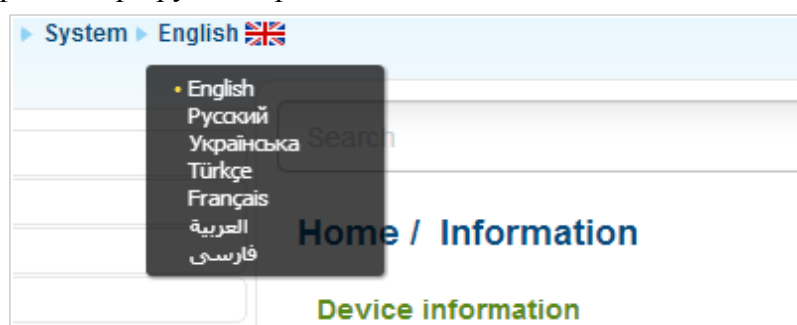 System English
• English
Русский
Українська
Search
Türkçe
Français
العربية
فارسی
Home / Information
Device information